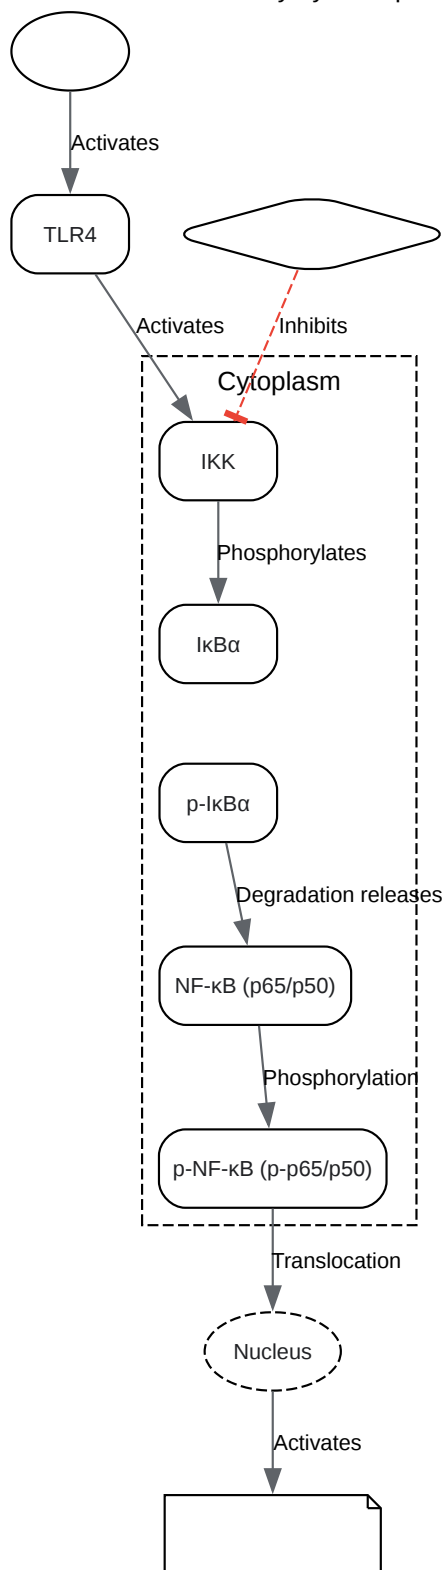 Activates
TLR4
Activates
Inhibits
Cytoplasm
IKK
Phosphorylates
IκBα
p-IκBα
Degradation releases
NF-κB (p65/p50)
Phosphorylation
p-NF-κB (p-p65/p50)
Translocation
Nucleus
Activates